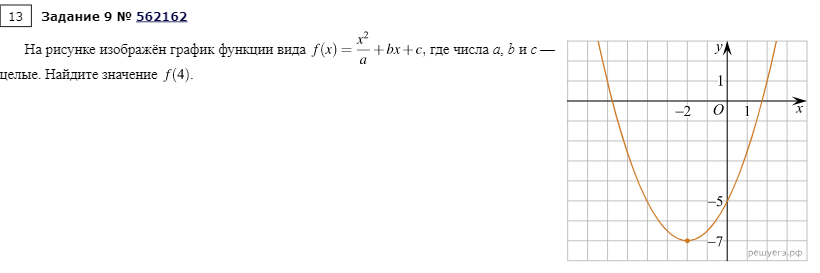 13 Задание 9 № 562162
На рисунке изображён график функции вида f(x) = x²/a + bx + c, где числа a, b и c —
целые. Найдите значение f(4).
y
1
−2 O 1 x
−5
−7
решуегэ.рф